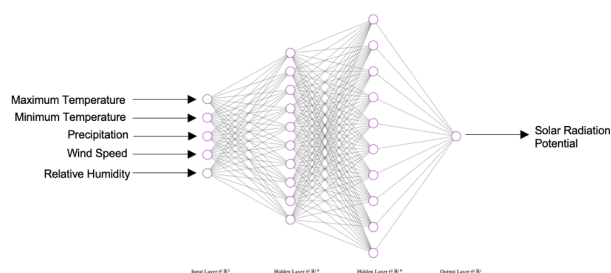 Maximum Temperature
Minimum Temperature
Precipitation
Wind Speed
Relative Humidity
Solar Radiation
Potential
Input Layer ∈
Hidden Layer ∈
Hidden Layer ∈
Output Layer ∈